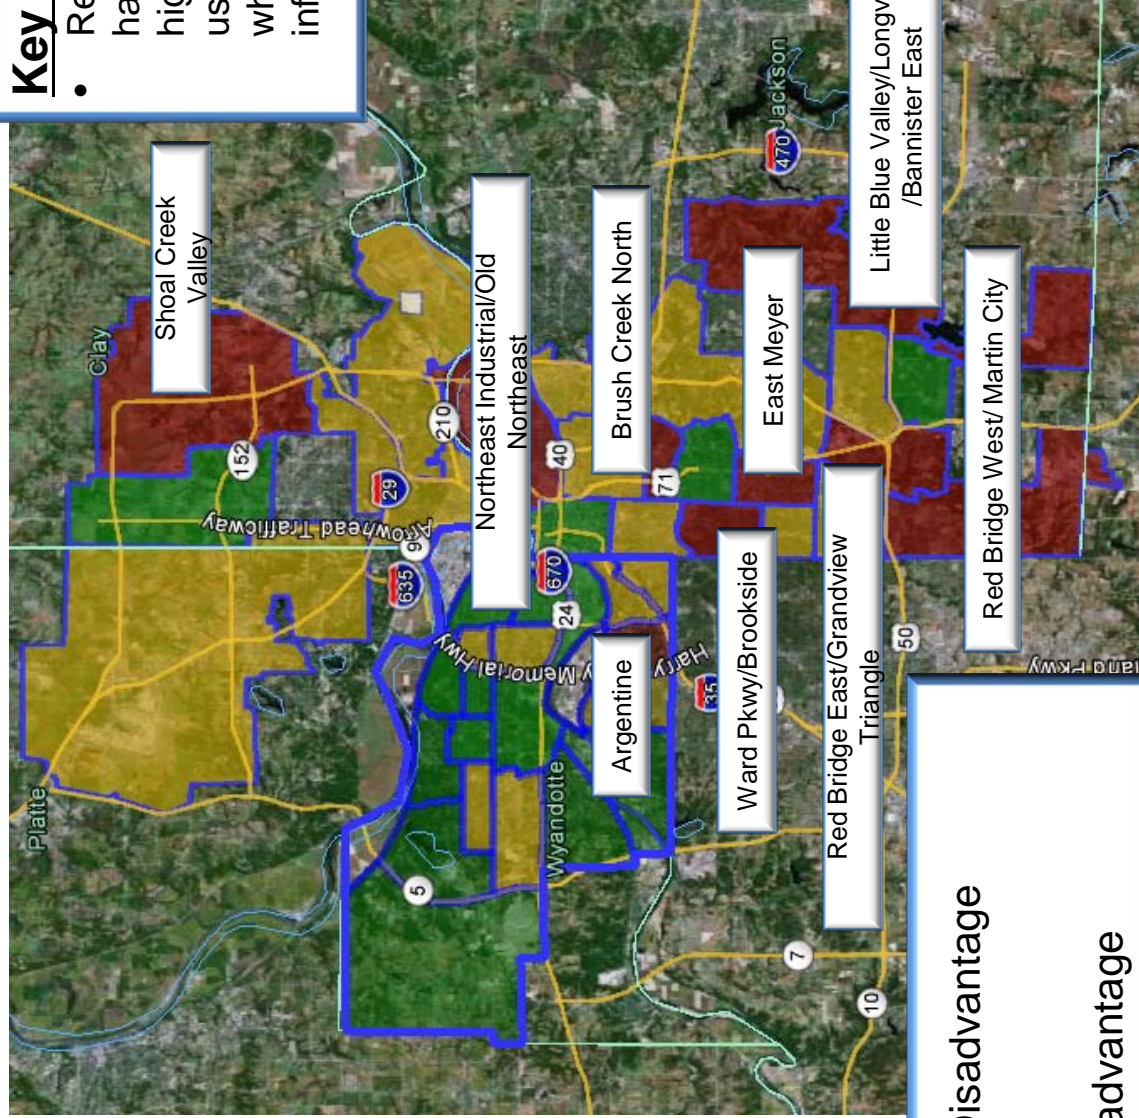 Key
• Re
ha
hig
us
wh
inf
Shoal Creek
Valley
Northeast Industrial/Old
Northeast
Brush Creek North
East Meyer
Little Blue Valley/Longv
/Bannister East
Red Bridge West/ Martin City
Argentine
Ward Pkwy/Brookside
Red Bridge East/Grandview
Triangle
isadvantage
advantage
Platte
Clay
Jackson
Wyandotte
Arrowhead Trafficway
Memorial Hwy
Harry
152
210
29
9
635
670
24
40
71
470
35
50
5
7
10